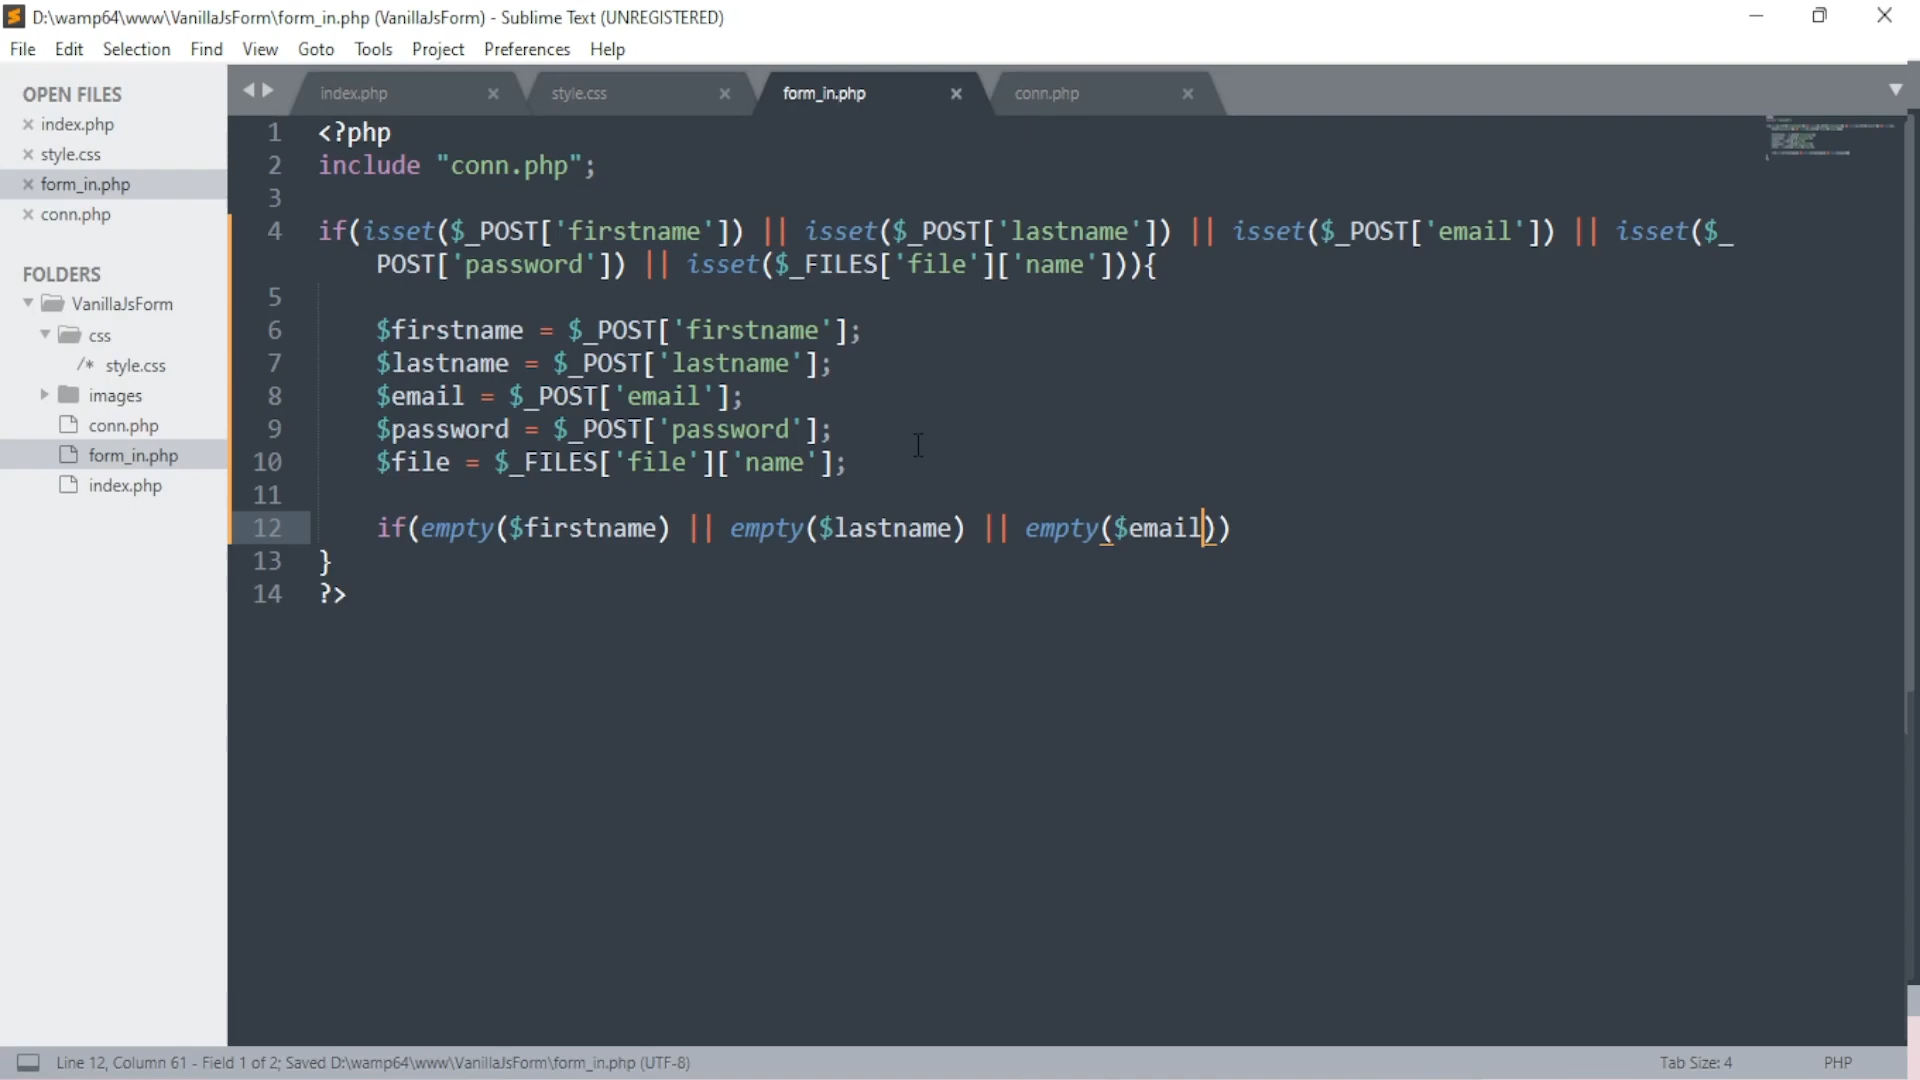 D:\wamp64\www\VanillaJsForm\form_in.php (VanillaJsForm) - Sublime Text (UNREGISTERED)
File Edit Selection Find View Goto Tools Project Preferences Help
OPEN FILES
index.php
style.css
form_in.php
conn.php
FOLDERS
VanillaJsForm
css
/* style.css
images
conn.php
form_in.php
index.php
index.php style.css form_in.php conn.php
1 <?php
2 include "conn.php";
3
4 if(isset($_POST['firstname']) || isset($_POST['lastname']) || isset($_POST['email']) || isset($_
POST['password']) || isset($_FILES['file']['name'])){
5
6 $firstname = $_POST['firstname'];
7 $lastname = $_POST['lastname'];
8 $email = $_POST['email'];
9 $password = $_POST['password'];
10 $file = $_FILES['file']['name'];
11
12 if(empty($firstname) || empty($lastname) || empty($email))
13 }
14 ?>
Line 12, Column 61 - Field 1 of 2; Saved D:\wamp64\www\VanillaJsForm\form_in.php (UTF-8) Tab Size: 4 PHP